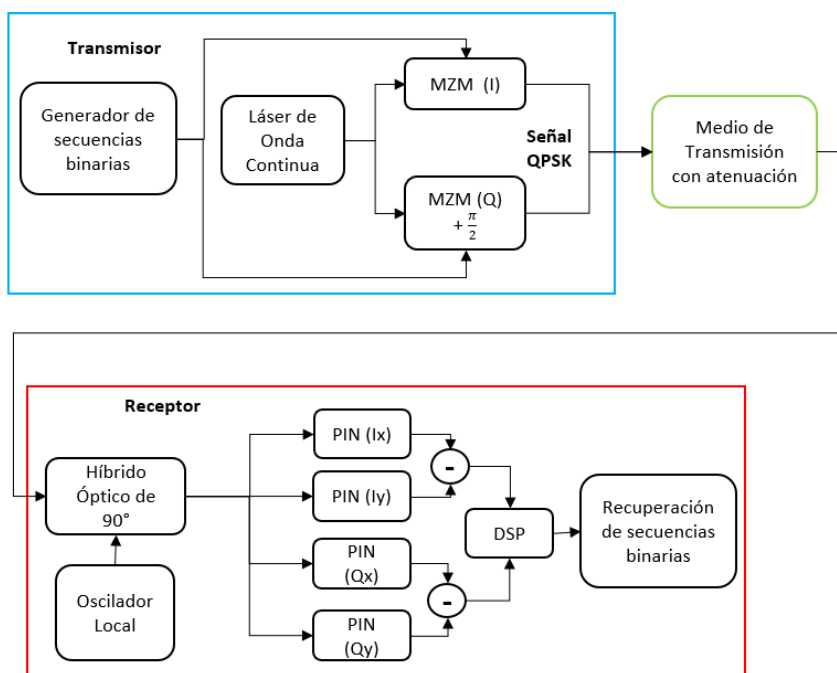 Transmisor
Generador de
secuencias
binarias
Láser de
Onda
Continua
MZM (I)
MZM (Q)
+ π/2
Señal
QPSK
Medio de
Transmisión
con atenuación
Receptor
Híbrido
Óptico de
90°
Oscilador
Local
PIN (Ix)
PIN (Iy)
PIN
(Qx)
PIN
(Qy)
-
-
DSP
Recuperación
de secuencias
binarias